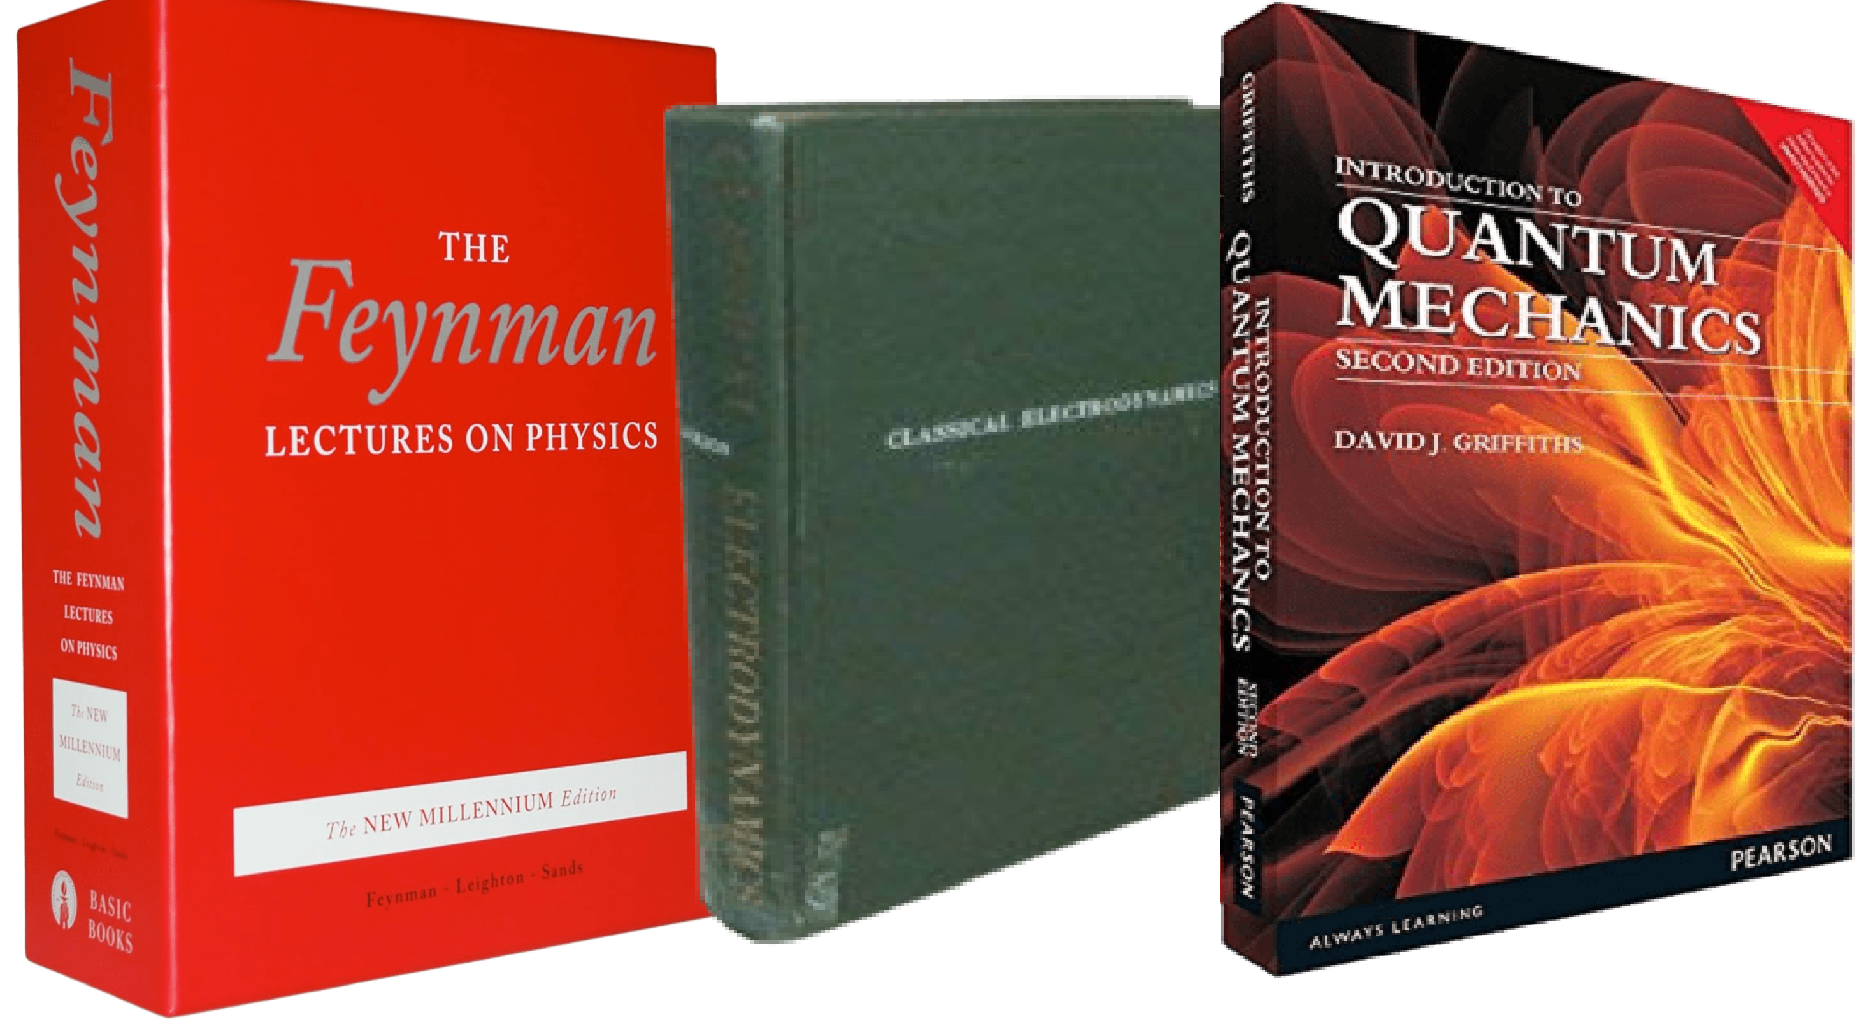 Feynman
THE FEYNMAN
LECTURES
ON PHYSICS
The NEW
MILLENNIUM
Edition
BASIC
BOOKS
THE
Feynman
LECTURES ON PHYSICS
The NEW MILLENNIUM Edition
Feynman - Leighton - Sands
ELECTRODYNAMICS
CLASSICAL ELECTRODYNAMICS
GRIFFITHS
INTRODUCTION TO
QUANTUM MECHANICS
SECOND
EDITION
PEARSON
INTRODUCTION TO
QUANTUM
MECHANICS
SECOND EDITION
DAVID J. GRIFFITHS
PEARSON
ALWAYS LEARNING